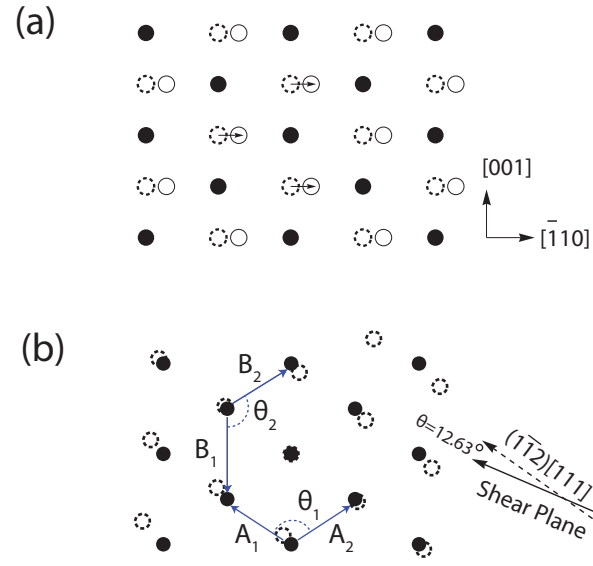 (a)
[001]
[1̄10]
(b)
B₂
θ₂
B₁
θ₁
A₁
A₂
θ=12.63°
(11̄2)[111]
Shear Plane